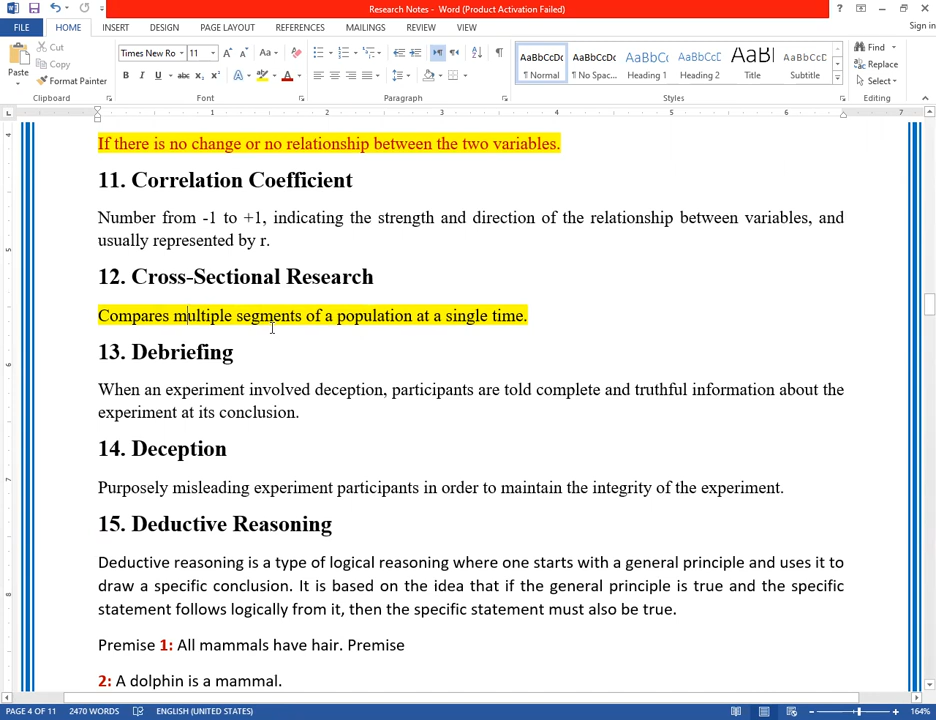 Research Notes - Word (Product Activation Failed)
Sign in
FILE HOME INSERT DESIGN PAGE LAYOUT REFERENCES MAILINGS REVIEW VIEW
Paste
Cut
Copy
Format Painter
Clipboard
Times New Ro 11
Font
Paragraph
AaBbCcDc AaBbCcDc AaBbCc AaBbCc AaBl AaBbCcD
¶ Normal ¶ No Spac... Heading 1 Heading 2 Title Subtitle
Styles
Find
Replace
Select
Editing
1 2 3 4 5 6 7
If there is no change or no relationship between the two variables.
11. Correlation Coefficient
Number from -1 to +1, indicating the strength and direction of the relationship between variables, and
usually represented by r.
12. Cross-Sectional Research
Compares multiple segments of a population at a single time.
13. Debriefing
When an experiment involved deception, participants are told complete and truthful information about the
experiment at its conclusion.
14. Deception
Purposely misleading experiment participants in order to maintain the integrity of the experiment.
15. Deductive Reasoning
Deductive reasoning is a type of logical reasoning where one starts with a general principle and uses it to
draw a specific conclusion. It is based on the idea that if the general principle is true and the specific
statement follows logically from it, then the specific statement must also be true.
Premise 1: All mammals have hair. Premise
2: A dolphin is a mammal.
PAGE 4 OF 11 2470 WORDS ENGLISH (UNITED STATES) 164%